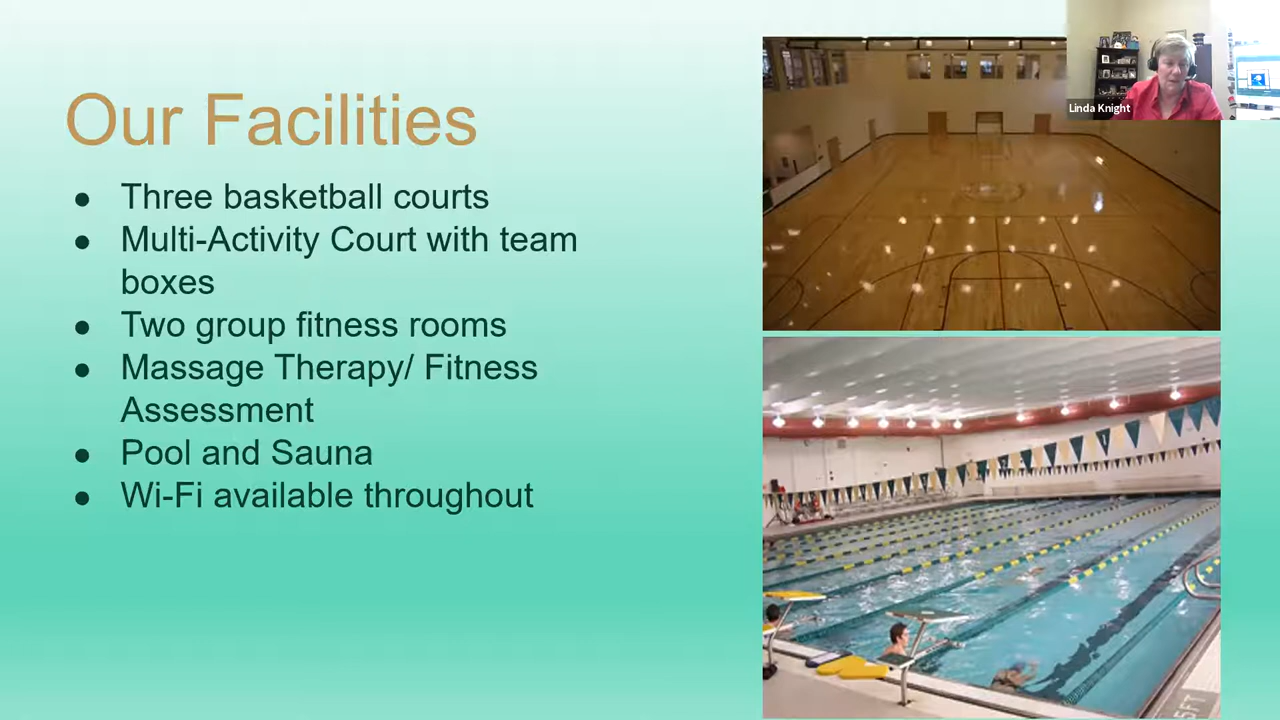 Our Facilities
● Three basketball courts
● Multi-Activity Court with team
boxes
● Two group fitness rooms
● Massage Therapy/ Fitness
Assessment
● Pool and Sauna
● Wi-Fi available throughout
Linda Knight
5FT